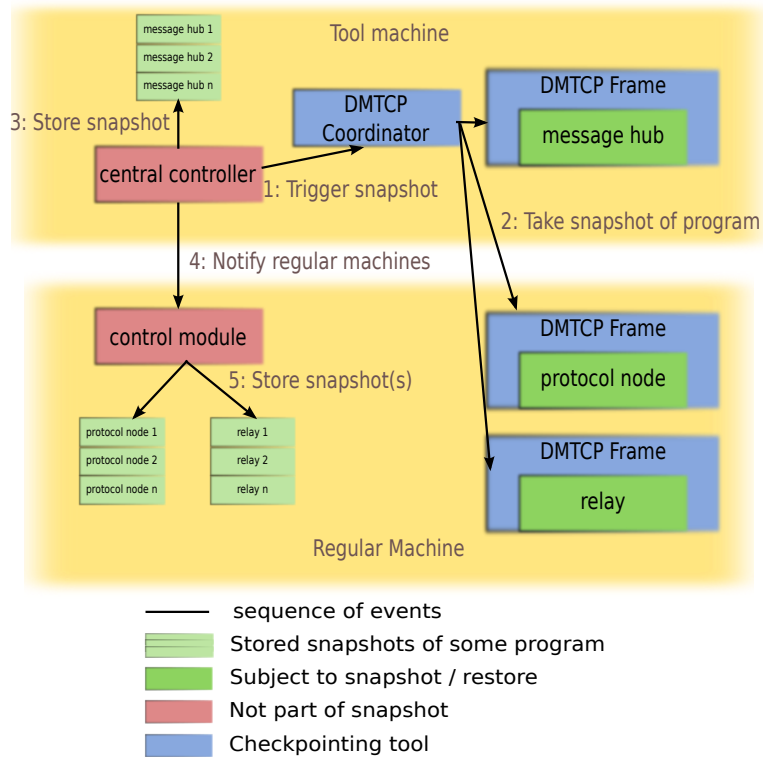 Tool machine
message hub 1
message hub 2
message hub n
DMTCP Coordinator
DMTCP Frame
message hub
3: Store snapshot
central controller
1: Trigger snapshot
2: Take snapshot of program
4: Notify regular machines
control module
DMTCP Frame
protocol node
5: Store snapshot(s)
protocol node 1
protocol node 2
protocol node n
relay 1
relay 2
relay n
DMTCP Frame
relay
Regular Machine
sequence of events
Stored snapshots of some program
Subject to snapshot / restore
Not part of snapshot
Checkpointing tool